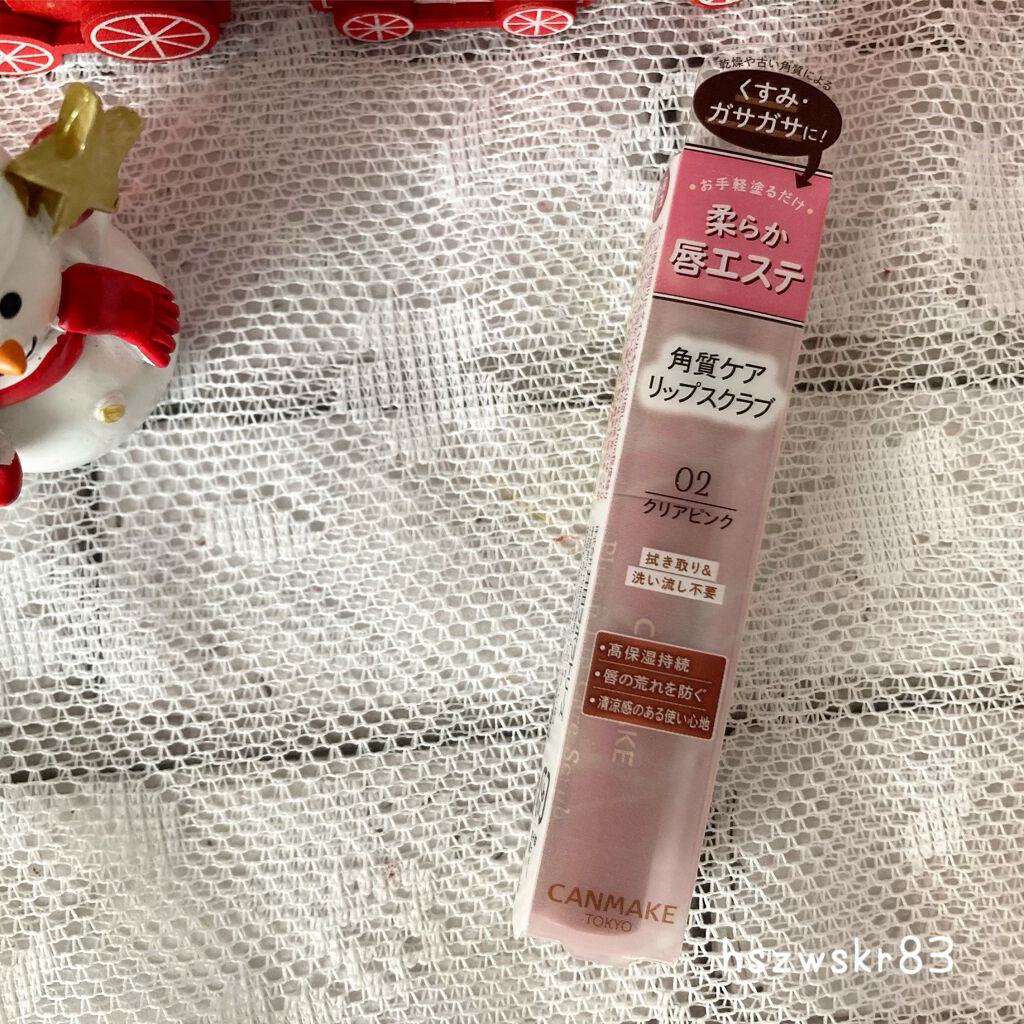 乾燥や古い角質による
くすみ・
ガサガサに!
お手軽塗るだけ
柔らか
唇エステ
角質ケア
リップスクラブ
02
クリアピンク
拭き取り&
洗い流し不要
・高保湿持続
・唇の荒れを防ぐ
・清涼感のある使い心地
CANMAKE
TOKYO
hszwskr83